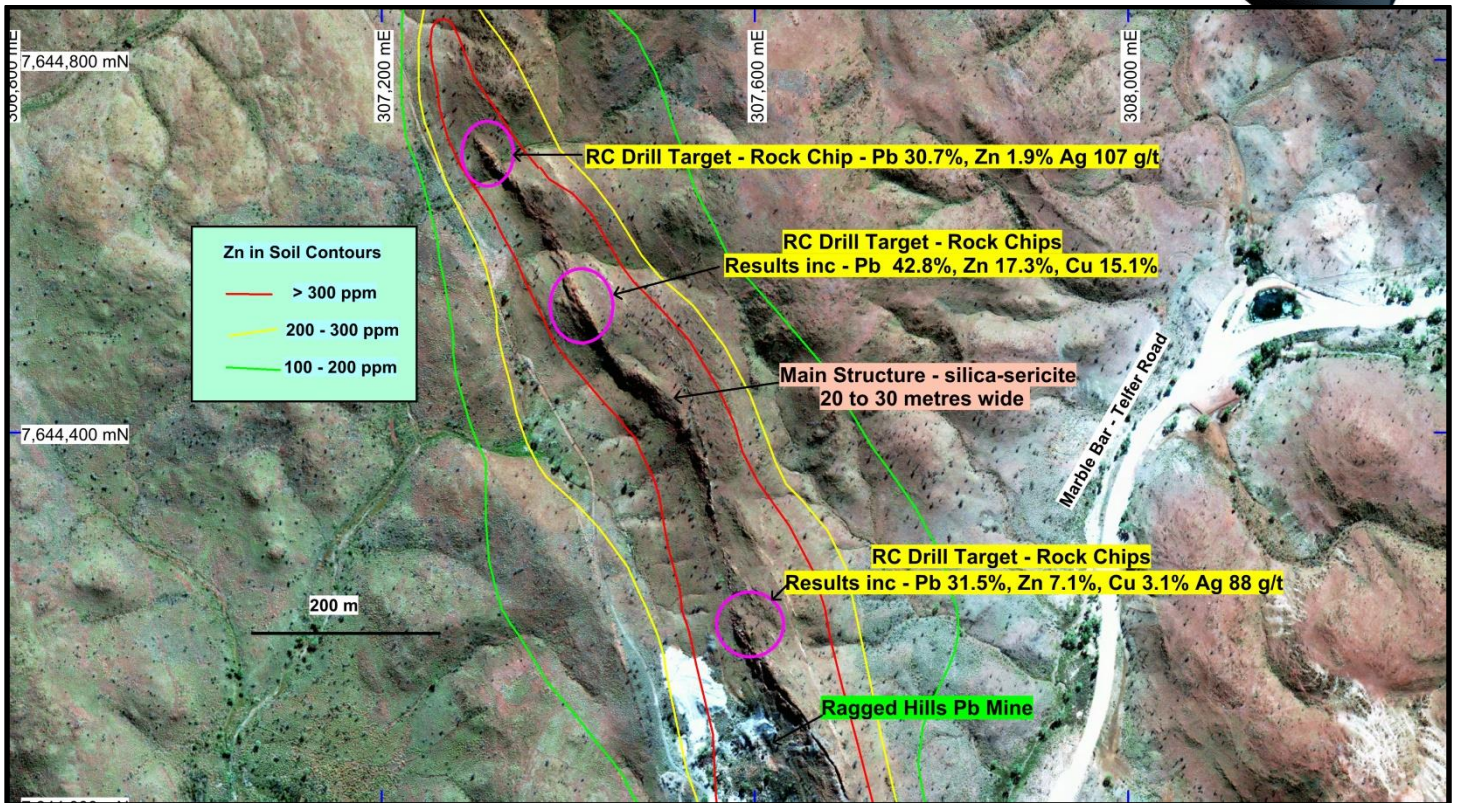 306,800 mE
307,200 mE
307,600 mE
308,000 mE
7,644,800 mN
RC Drill Target - Rock Chip - Pb 30.7%, Zn 1.9% Ag 107 g/t
RC Drill Target - Rock Chips
Results inc - Pb  42.8%, Zn 17.3%, Cu 15.1%
Zn in Soil Contours
> 300 ppm
200 - 300 ppm
100 - 200 ppm
Main Structure - silica-sericite
20 to 30 metres wide
Marble Bar - Telfer Road
7,644,400 mN
RC Drill Target - Rock Chips
Results inc - Pb 31.5%, Zn 7.1%, Cu 3.1% Ag 88 g/t
200 m
Ragged Hills Pb Mine